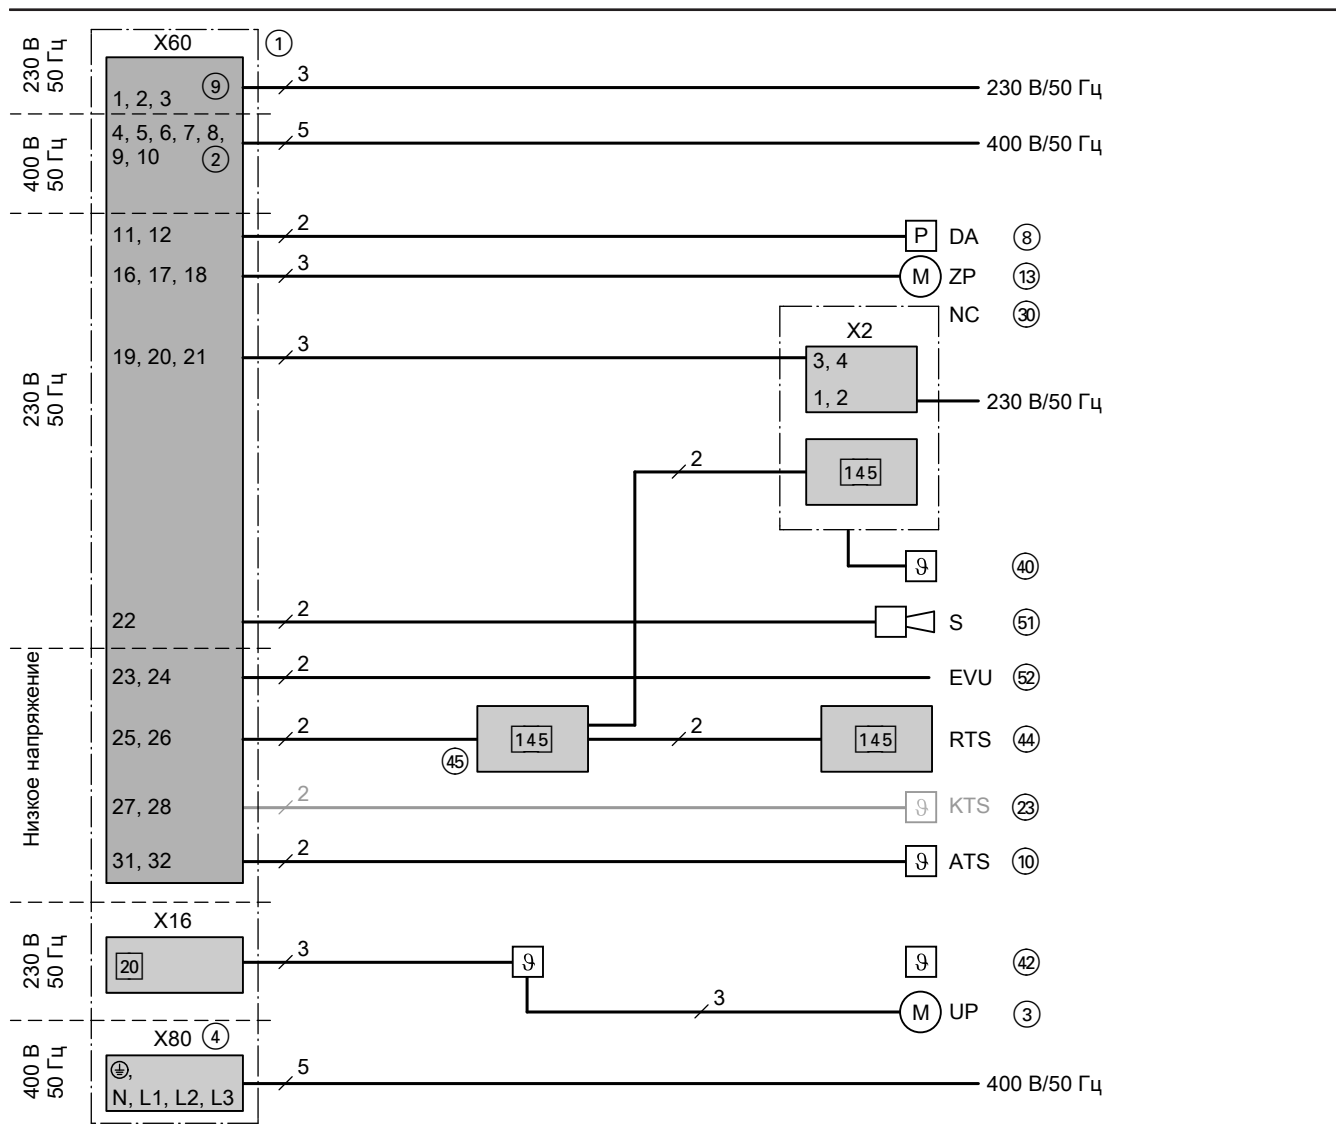 230 В
50 Гц
X60
1
9
1, 2, 3
3
230 В/50 Гц
400 В
50 Гц
4, 5, 6, 7, 8,
9, 10
2
5
400 В/50 Гц
230 В
50 Гц
11, 12
2
P
DA
8
16, 17, 18
3
M
ZP
13
NC
30
X2
19, 20, 21
3
3, 4
1, 2
230 В/50 Гц
2
145
ϑ
40
22
2
S
51
Низкое напряжение
23, 24
2
EVU
52
25, 26
2
145
45
2
145
RTS
44
27, 28
2
ϑ
KTS
23
31, 32
2
ϑ
ATS
10
230 В
50 Гц
X16
20
3
ϑ
ϑ
42
3
M
UP
3
400 В
50 Гц
X80
4
⏚,
N, L1, L2, L3
5
400 В/50 Гц